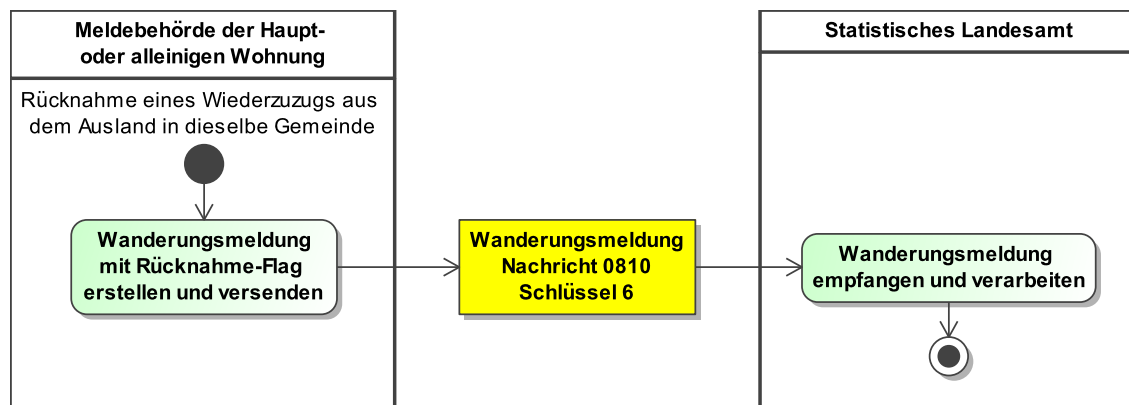 Meldebehörde der Haupt-
oder alleinigen Wohnung
Statistisches Landesamt
Rücknahme eines Wiederzuzugs aus
dem Ausland in dieselbe Gemeinde
Wanderungsmeldung
mit Rücknahme-Flag
erstellen und versenden
Wanderungsmeldung
Nachricht 0810
Schlüssel 6
Wanderungsmeldung
empfangen und verarbeiten